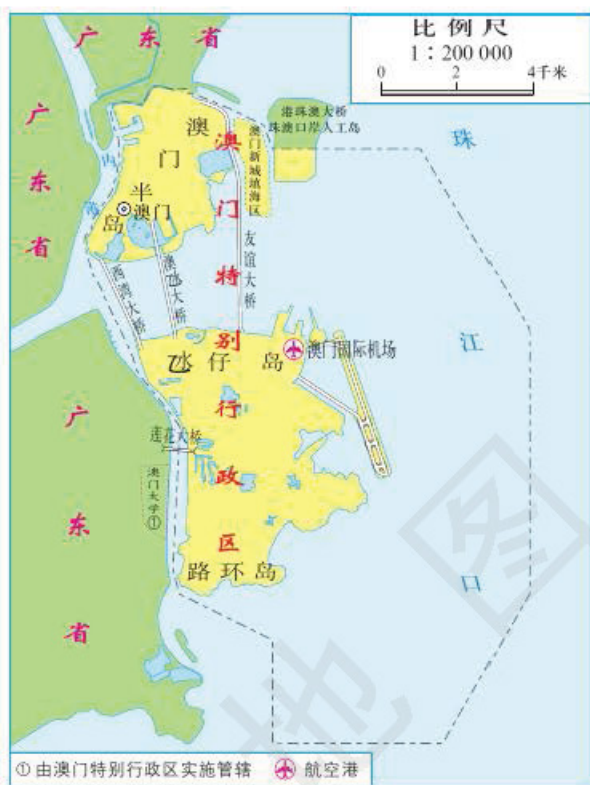 比例尺
1：200 000
0 2 4千米
广东省
广东省
港珠澳大桥
珠澳口岸人工岛
珠江口
澳门半岛
澳门
澳门特别行政区
澳门新城填海区
友谊大桥
澳氹大桥
西湾大桥
氹仔岛
澳门国际机场
莲花大桥
澳门大学①
广东省
路环岛
①由澳门特别行政区实施管辖
航空港
地图